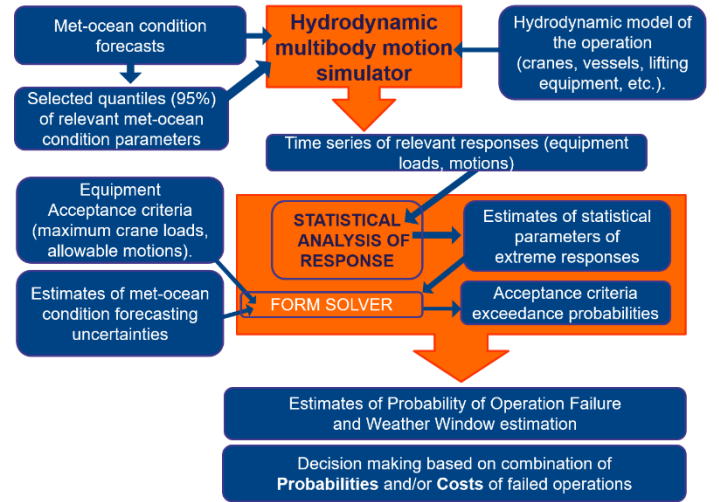 Met-ocean condition
forecasts
Hydrodynamic
multibody motion
simulator
Hydrodynamic model of
the operation
(cranes, vessels, lifting
equipment, etc.).
Selected quantiles (95%)
of relevant met-ocean
condition parameters
Time series of relevant responses (equipment
loads, motions)
Equipment
Acceptance criteria
(maximum crane loads,
allowable motions).
STATISTICAL
ANALYSIS OF
RESPONSE
Estimates of statistical
parameters of
extreme responses
Estimates of met-ocean
condition forecasting
uncertainties
FORM SOLVER
Acceptance criteria
exceedance probabilities
Estimates of Probability of Operation Failure
and Weather Window estimation
Decision making based on combination of
Probabilities and/or Costs of failed operations